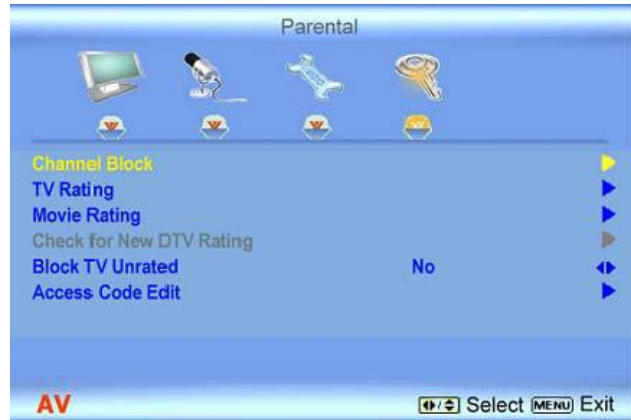 Parental
Channel Block
TV Rating
Movie Rating
Check for New DTV Rating
Block TV Unrated No
Access Code Edit
AV Select MENU Exit